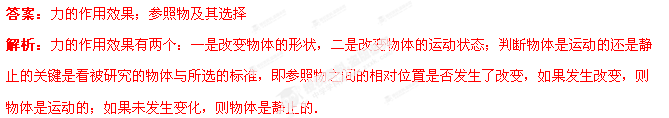 答案：力的作用效果；参照物及其选择
解析：力的作用效果有两个：一是改变物体的形状，二是改变物体的运动状态；判断物体是运动的还是静
止的关键是看被研究的物体与所选的标准，即参照物之间的相对位置是否发生了改变，如果发生改变，则
物体是运动的；如果未发生变化，则物体是静止的．